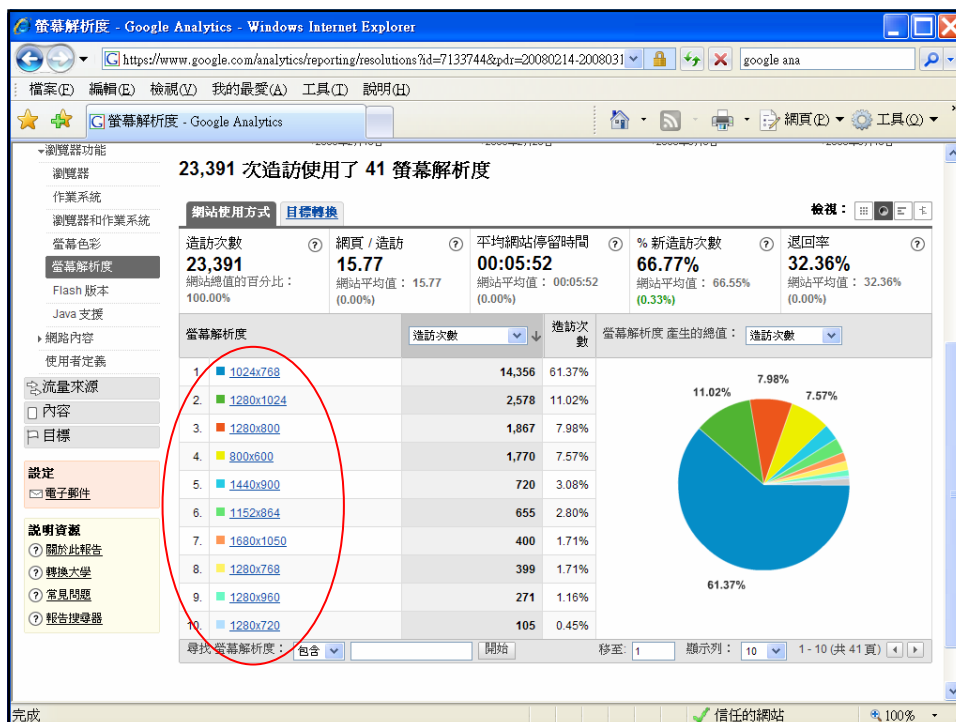 螢幕解析度 - Google Analytics - Windows Internet Explorer
https://www.google.com/analytics/reporting/resolutions?id=7133744&pdr=20080214-2008031
google ana
檔案(F) 編輯(E) 檢視(V) 我的最愛(A) 工具(T) 說明(H)
螢幕解析度 - Google Analytics
網頁(P) 工具(O)
瀏覽器功能
瀏覽器
作業系統
瀏覽器和作業系統
螢幕色彩
螢幕解析度
Flash 版本
Java 支援
網路內容
使用者定義
流量來源
內容
目標
設定
電子郵件
說明資源
關於此報告
轉換大學
常見問題
報告搜尋器
23,391 次造訪使用了 41 螢幕解析度
網站使用方式 目標轉換 檢視：
造訪次數 ?
23,391
網站總值的百分比：
100.00%
網頁 / 造訪 ?
15.77
網站平均值： 15.77
(0.00%)
平均網站停留時間 ?
00:05:52
網站平均值： 00:05:52
(0.00%)
% 新造訪次數 ?
66.77%
網站平均值： 66.55%
(0.33%)
退回率 ?
32.36%
網站平均值： 32.36%
(0.00%)
螢幕解析度 造訪次數 造訪次數 螢幕解析度 產生的總值： 造訪次數
1. 1024x768 14,356 61.37%
2. 1280x1024 2,578 11.02%
3. 1280x800 1,867 7.98%
4. 800x600 1,770 7.57%
5. 1440x900 720 3.08%
6. 1152x864 655 2.80%
7. 1680x1050 400 1.71%
8. 1280x768 399 1.71%
9. 1280x960 271 1.16%
10. 1280x720 105 0.45%
7.98%
11.02%
7.57%
61.37%
尋找 螢幕解析度： 包含 開始 移至: 1 顯示列： 10 1 - 10 (共 41 頁)
完成 信任的網站 100%